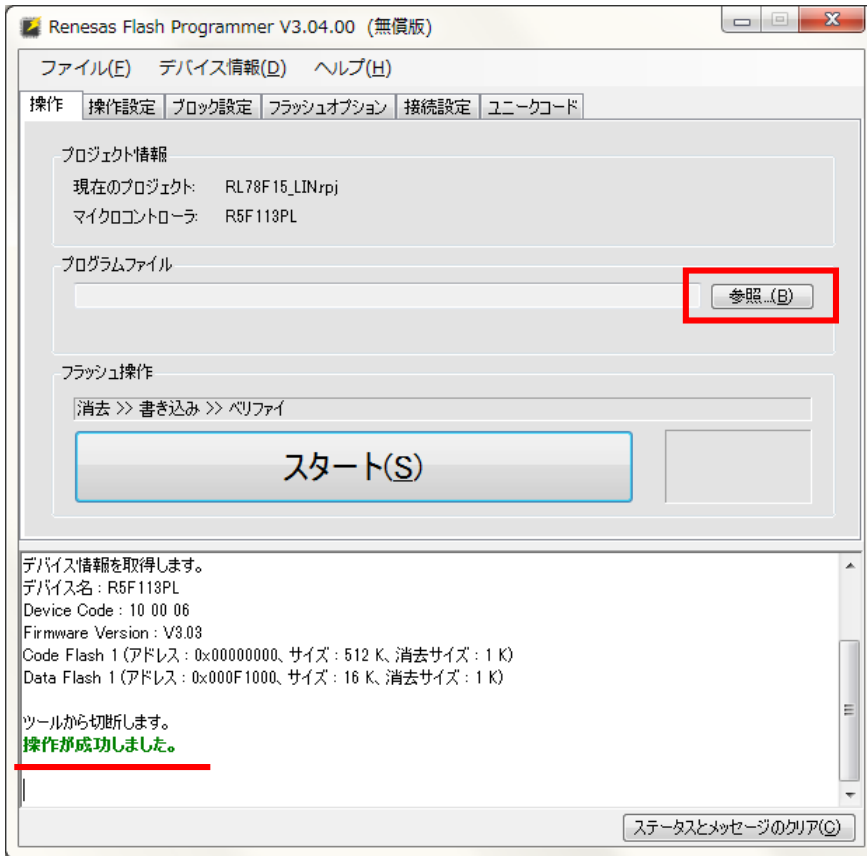 Renesas Flash Programmer V3.04.00 (無償版)
ファイル(F) デバイス情報(D) ヘルプ(H)
操作 操作設定 ブロック設定 フラッシュオプション 接続設定 ユニークコード
プロジェクト情報
現在のプロジェクト: RL78F15_LIN.rpj
マイクロコントローラ: R5F113PL
プログラムファイル
参照...(B)
フラッシュ操作
消去 >> 書き込み >> ベリファイ
スタート(S)
デバイス情報を取得します。
デバイス名 : R5F113PL
Device Code : 10 00 06
Firmware Version : V3.03
Code Flash 1 (アドレス : 0x00000000、サイズ : 512 K、消去サイズ : 1 K)
Data Flash 1 (アドレス : 0x000F1000、サイズ : 16 K、消去サイズ : 1 K)
ツールから切断します。
操作が成功しました。
ステータスとメッセージのクリア(C)